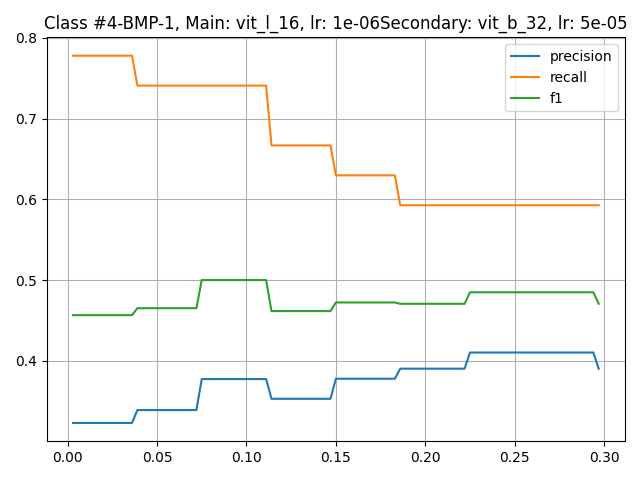 Class #4-BMP-1, Main: vit_l_16, lr: 1e-06Secondary: vit_b_32, lr: 5e-05
precision
recall
f1
0.8
0.7
0.6
0.5
0.4
0.00 0.05 0.10 0.15 0.20 0.25 0.30